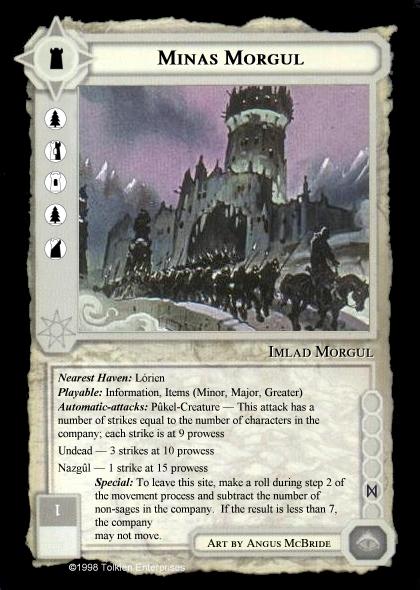 MINAS MORGUL
IMLAD MORGUL
Nearest Haven: Lórien
Playable: Information, Items (Minor, Major, Greater)
Automatic-attacks: Pûkel-Creature — This attack has a
number of strikes equal to the number of characters in the
company; each strike is at 9 prowess
Undead — 3 strikes at 10 prowess
Nazgûl — 1 strike at 15 prowess
Special: To leave this site, make a roll during step 2 of
the movement process and subtract the number of
non-sages in the company. If the result is less than 7,
the company
may not move.
1
ART BY ANGUS MCBRIDE
©1998 Tolkien Enterprises